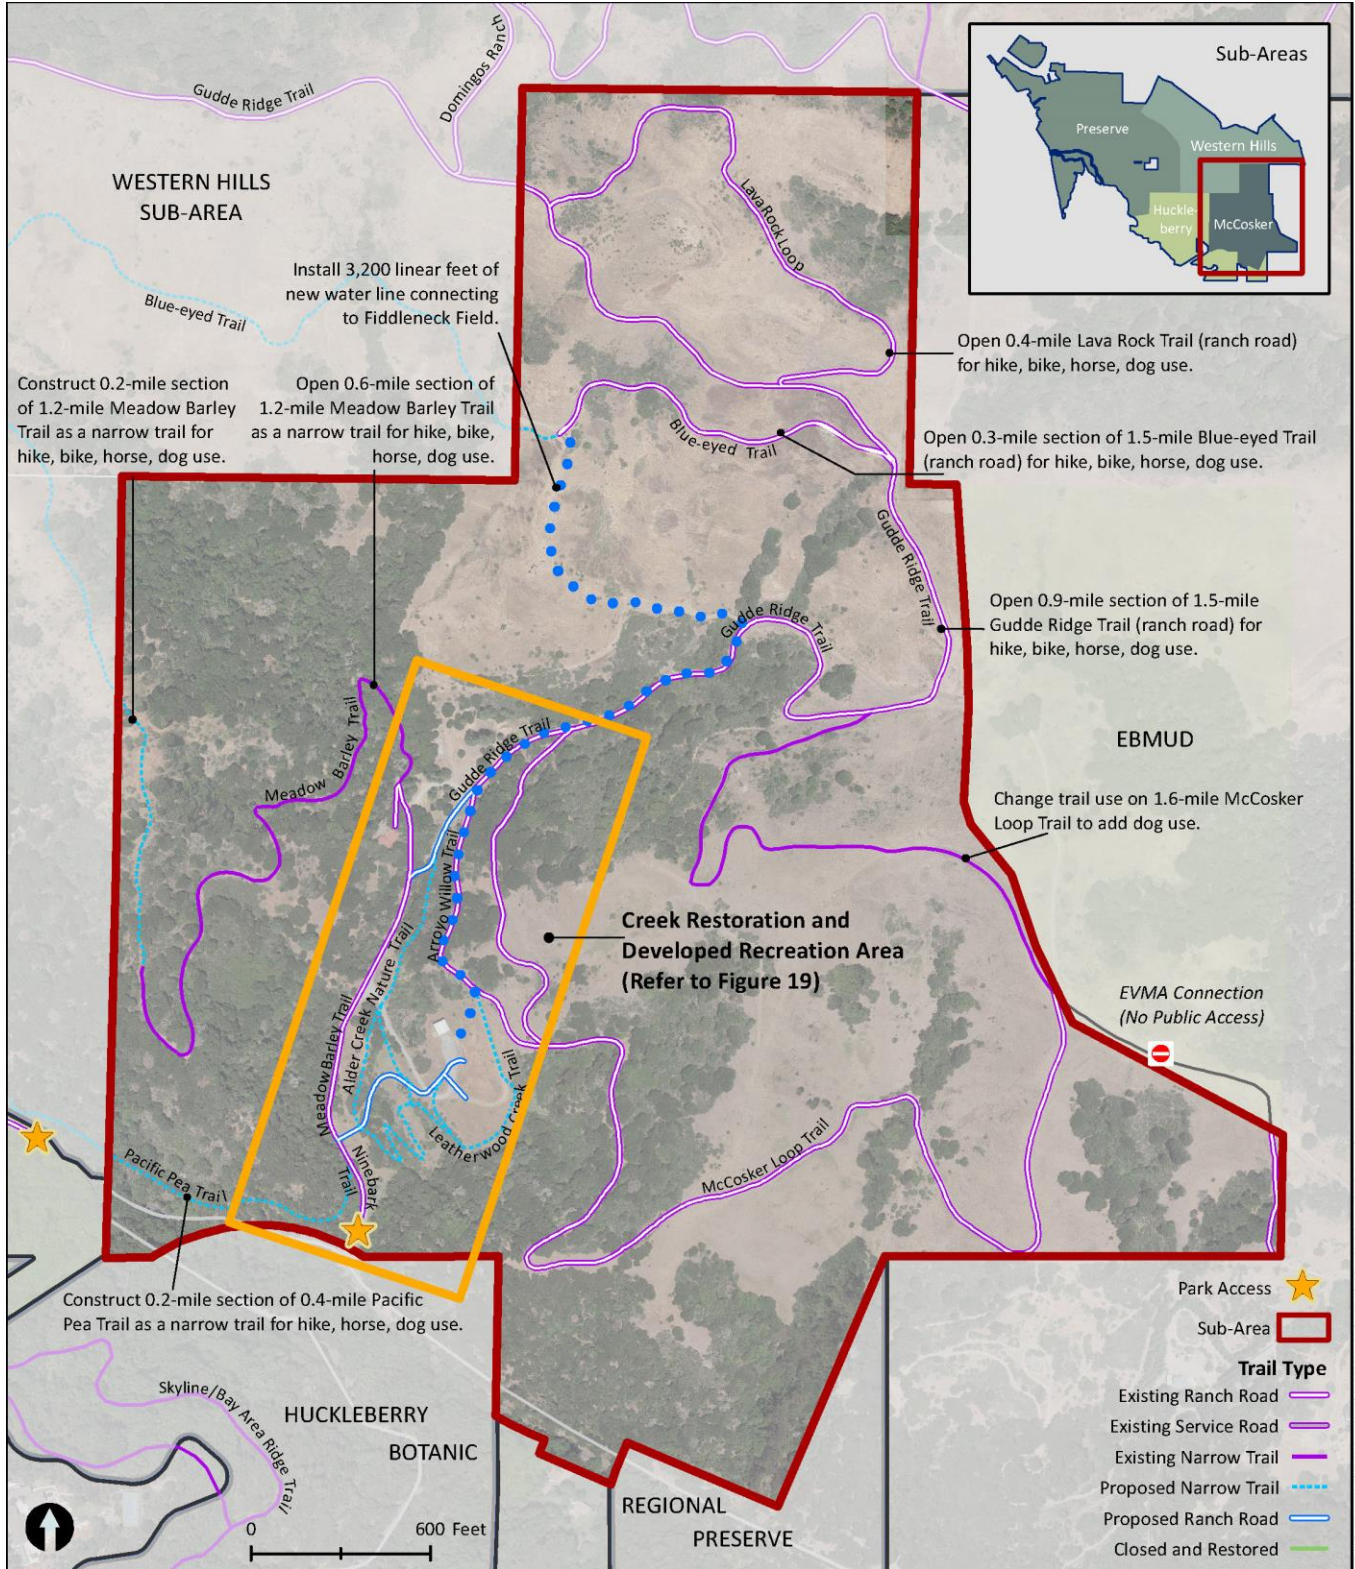 Gudde Ridge Trail
Domingos Ranch
Sub-Areas
Preserve
Western Hills
Huckle-
berry
McCosker
WESTERN HILLS
SUB-AREA
Lava Rock Loop
Install 3,200 linear feet of
new water line connecting
to Fiddleneck Field.
Blue-eyed Trail
Open 0.4-mile Lava Rock Trail (ranch road)
for hike, bike, horse, dog use.
Construct 0.2-mile section
of 1.2-mile Meadow Barley
Trail as a narrow trail for
hike, bike, horse, dog use.
Open 0.6-mile section of
1.2-mile Meadow Barley Trail
as a narrow trail for hike, bike,
horse, dog use.
Blue-eyed Trail
Open 0.3-mile section of 1.5-mile Blue-eyed Trail
(ranch road) for hike, bike, horse, dog use.
Gudde Ridge Trail
Open 0.9-mile section of 1.5-mile
Gudde Ridge Trail (ranch road) for
hike, bike, horse, dog use.
Gudde Ridge Trail
Meadow Barley Trail
Gudde Ridge Trail
EBMUD
Change trail use on 1.6-mile McCosker
Loop Trail to add dog use.
Arroyo Willow Trail
Creek Restoration and
Developed Recreation Area
(Refer to Figure 19)
Alder Creek Nature Trail
Meadow Barley Trail
EVMA Connection
(No Public Access)
Leatherwood Creek Trail
McCosker Loop Trail
Pacific Pea Trail
Ninebark
Trail
Construct 0.2-mile section of 0.4-mile Pacific
Pea Trail as a narrow trail for hike, horse, dog use.
Skyline/Bay Area Ridge Trail
HUCKLEBERRY
BOTANIC
REGIONAL
PRESERVE
0
600 Feet
Park Access
Sub-Area
Trail Type
Existing Ranch Road
Existing Service Road
Existing Narrow Trail
Proposed Narrow Trail
Proposed Ranch Road
Closed and Restored